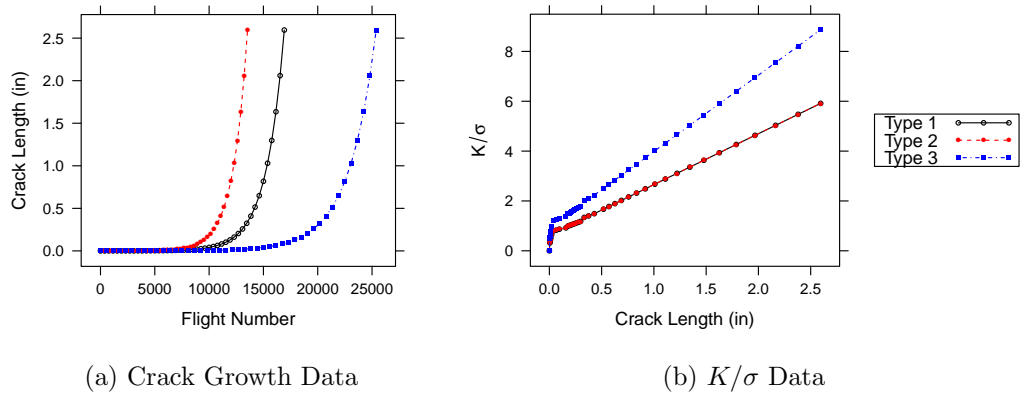 2.5
2.0
1.5
1.0
0.5
0.0
Crack Length (in)
0 5000 10000 15000 20000 25000
Flight Number
(a) Crack Growth Data
8
6
4
2
0
K/σ
0.0 0.5 1.0 1.5 2.0 2.5
Crack Length (in)
(b) K/σ Data
Type 1
Type 2
Type 3